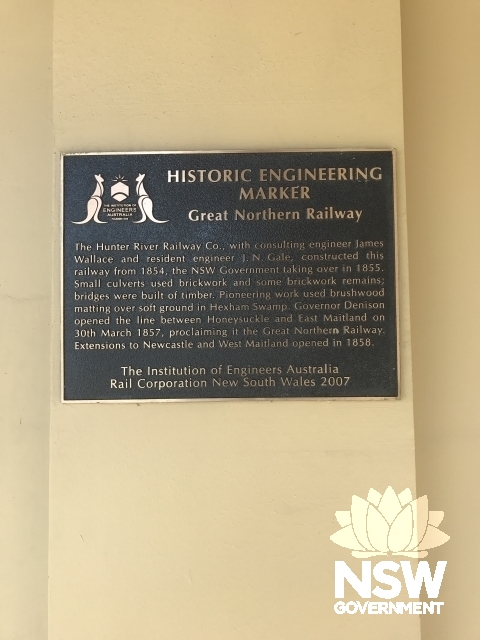 HISTORIC ENGINEERING
MARKER
Great Northern Railway
THE INSTITUTION OF
ENGINEERS
AUSTRALIA
The Hunter River Railway Co., with consulting engineer James
Wallace and resident engineer J. N. Gale, constructed this
railway from 1854, the NSW Government taking over in 1855.
Small culverts used brickwork and some brickwork remains;
bridges were built of timber. Pioneering work used brushwood
matting over soft ground in Hexham Swamp. Governor Denison
opened the line between Honeysuckle and East Maitland on
30th March 1857, proclaiming it the Great Northern Railway.
Extensions to Newcastle and West Maitland opened in 1858.
The Institution of Engineers Australia
Rail Corporation New South Wales 2007
NSW
GOVERNMENT